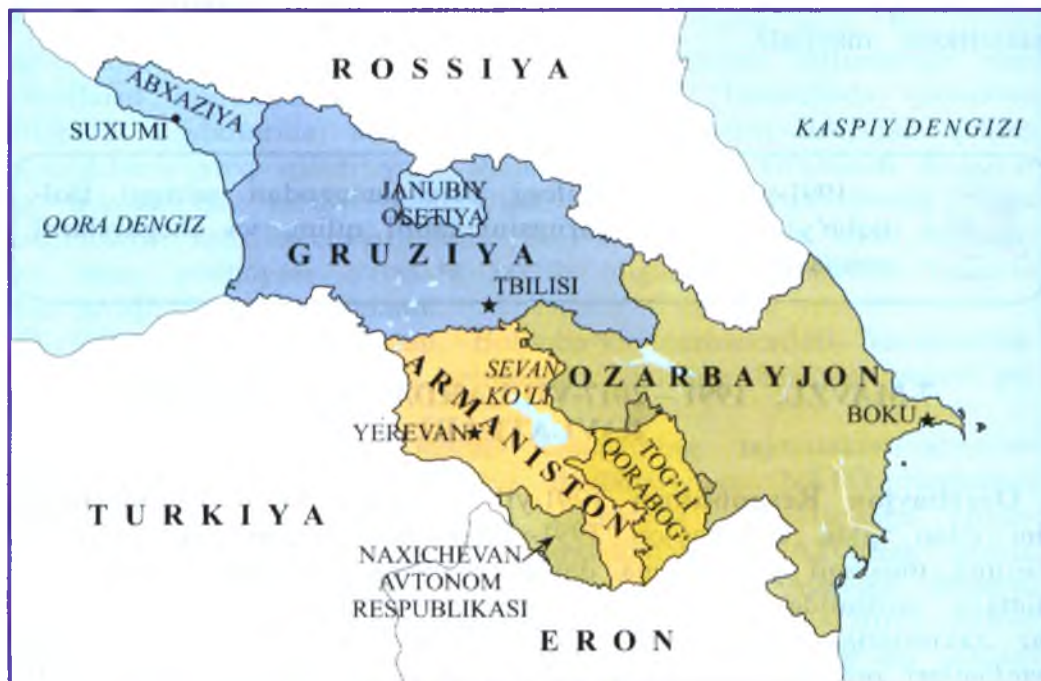 ROSSIYA
ABXAZIYA
SUXUMI
KASPIY DENGIZI
JANUBIY
OSETIYA
QORA DENGIZ
GRUZIYA
TBILISI
SEVAN
KO'LI
OZARBAYJON
ARMANISTON
BOKU
YEREVAN
TOG'LI
QORABOG'
TURKIYA
NAXICHEVAN
AVTONOM
RESPUBLIKASI
ERON